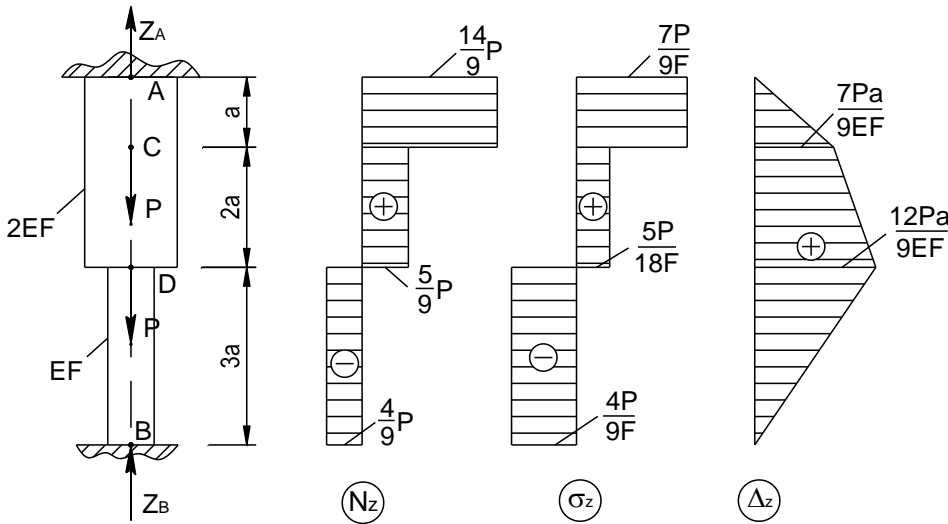 Z_A
A
a
C
P
2a
2EF
D
P
3a
EF
B
Z_B
14/9 P
+
5/9 P
−
4/9 P
N_z
7P/9F
+
5P/18F
−
4P/9F
σ_z
7Pa/9EF
12Pa/9EF
+
Δ_z